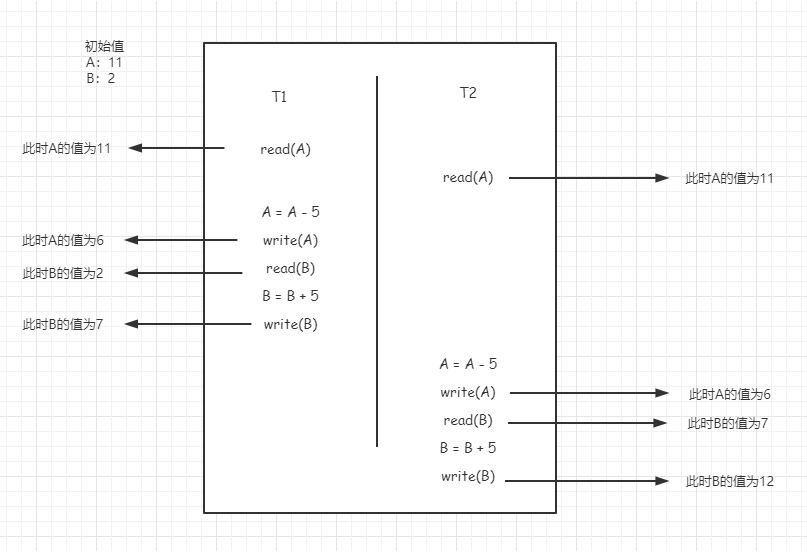 初始值
A: 11
B: 2
T1
T2
此时A的值为11
read(A)
read(A)
此时A的值为11
A = A - 5
此时A的值为6
write(A)
此时B的值为2
read(B)
B = B + 5
此时B的值为7
write(B)
A = A - 5
write(A)
此时A的值为6
read(B)
此时B的值为7
B = B + 5
write(B)
此时B的值为12